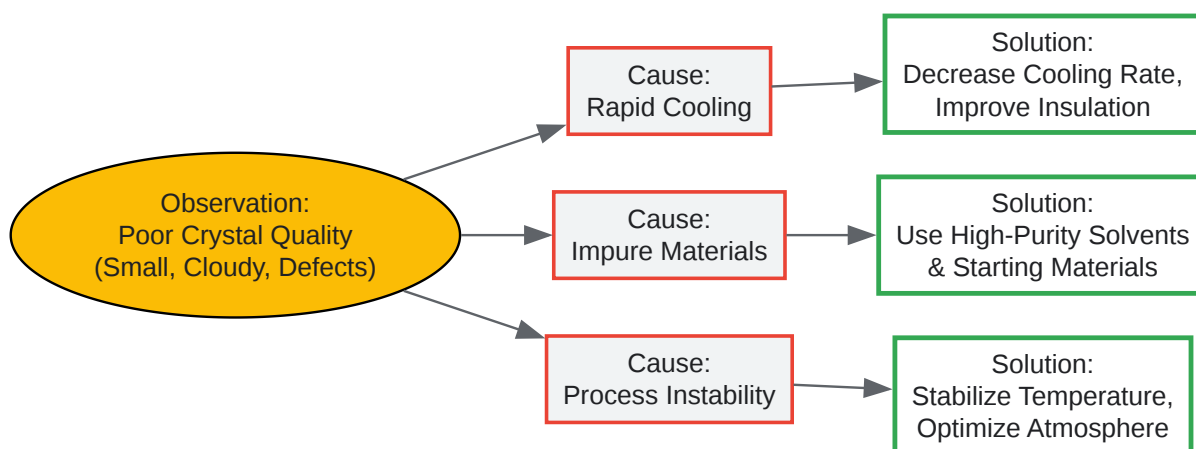 Observation:
Poor Crystal Quality
(Small, Cloudy, Defects)
Cause:
Rapid Cooling
Solution:
Decrease Cooling Rate,
Improve Insulation
Cause:
Impure Materials
Solution:
Use High-Purity Solvents
& Starting Materials
Cause:
Process Instability
Solution:
Stabilize Temperature,
Optimize Atmosphere